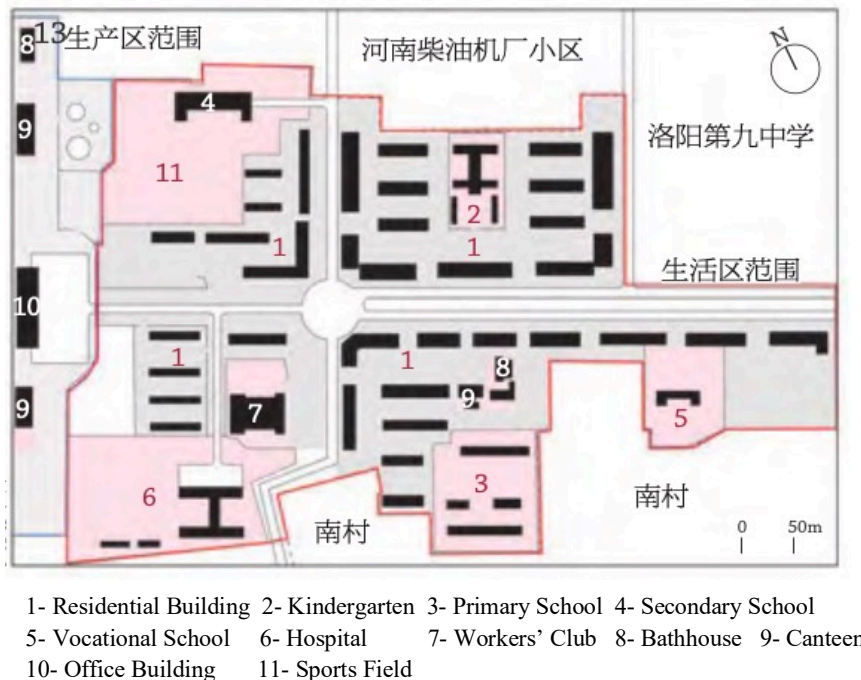 13
生产区范围
8
河南柴油机厂小区
N
4
9
洛阳第九中学
11
2
1
1
生活区范围
10
1
1
8
9
9
7
5
6
3
南村
南村
0 50m
1- Residential Building 2- Kindergarten 3- Primary School 4- Secondary School
5- Vocational School 6- Hospital 7- Workers’ Club 8- Bathhouse 9- Canteen
10- Office Building 11- Sports Field